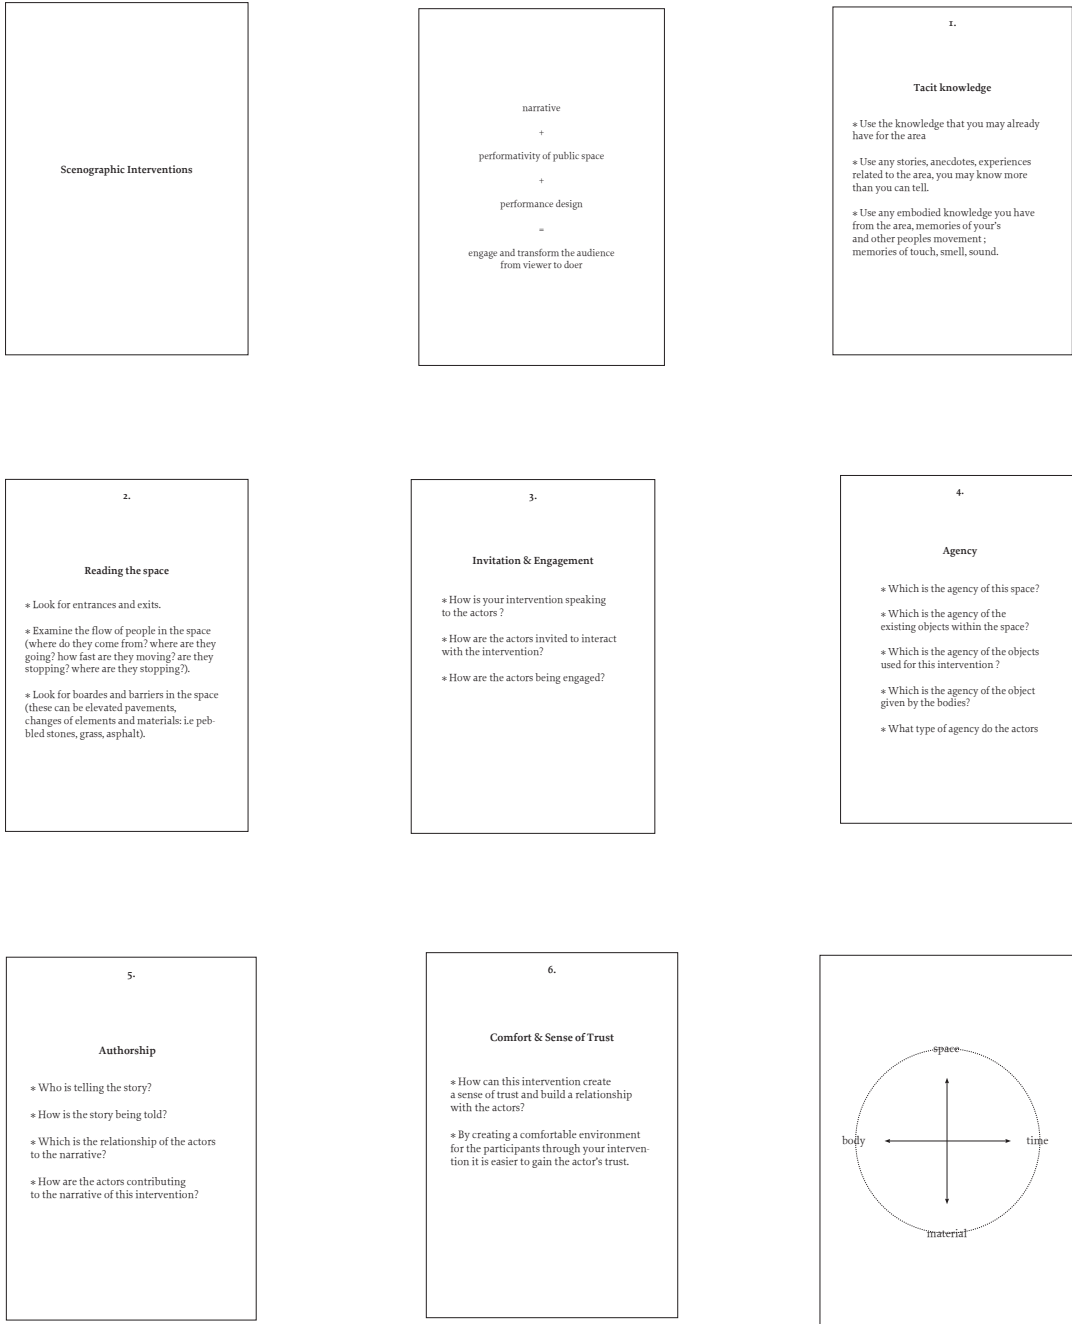 Scenographic Interventions
narrative
+
performativity of public space
+
performance design
=
engage and transform the audience
from viewer to doer
1.
Tacit knowledge
* Use the knowledge that you may already
have for the area
* Use any stories, anecdotes, experiences
related to the area, you may know more
than you can tell.
* Use any embodied knowledge you have
from the area, memories of your's
and other peoples movement ;
memories of touch, smell, sound.
2.
Reading the space
* Look for entrances and exits.
* Examine the flow of people in the space
(where do they come from? where are they
going? how fast are they moving? are they
stopping? where are they stopping?).
* Look for boardes and barriers in the space
(these can be elevated pavements,
changes of elements and materials: i.e peb-
bled stones, grass, asphalt).
3.
Invitation & Engagement
* How is your intervention speaking
to the actors ?
* How are the actors invited to interact
with the intervention?
* How are the actors being engaged?
4.
Agency
* Which is the agency of this space?
* Which is the agency of the
existing objects within the space?
* Which is the agency of the objects
used for this intervention ?
* Which is the agency of the object
given by the bodies?
* What type of agency do the actors
5.
Authorship
* Who is telling the story?
* How is the story being told?
* Which is the relationship of the actors
to the narrative?
* How are the actors contributing
to the narrative of this intervention?
6.
Comfort & Sense of Trust
* How can this intervention create
a sense of trust and build a relationship
with the actors?
* By creating a comfortable environment
for the participants through your interven-
tion it is easier to gain the actor's trust.
space
body
time
material